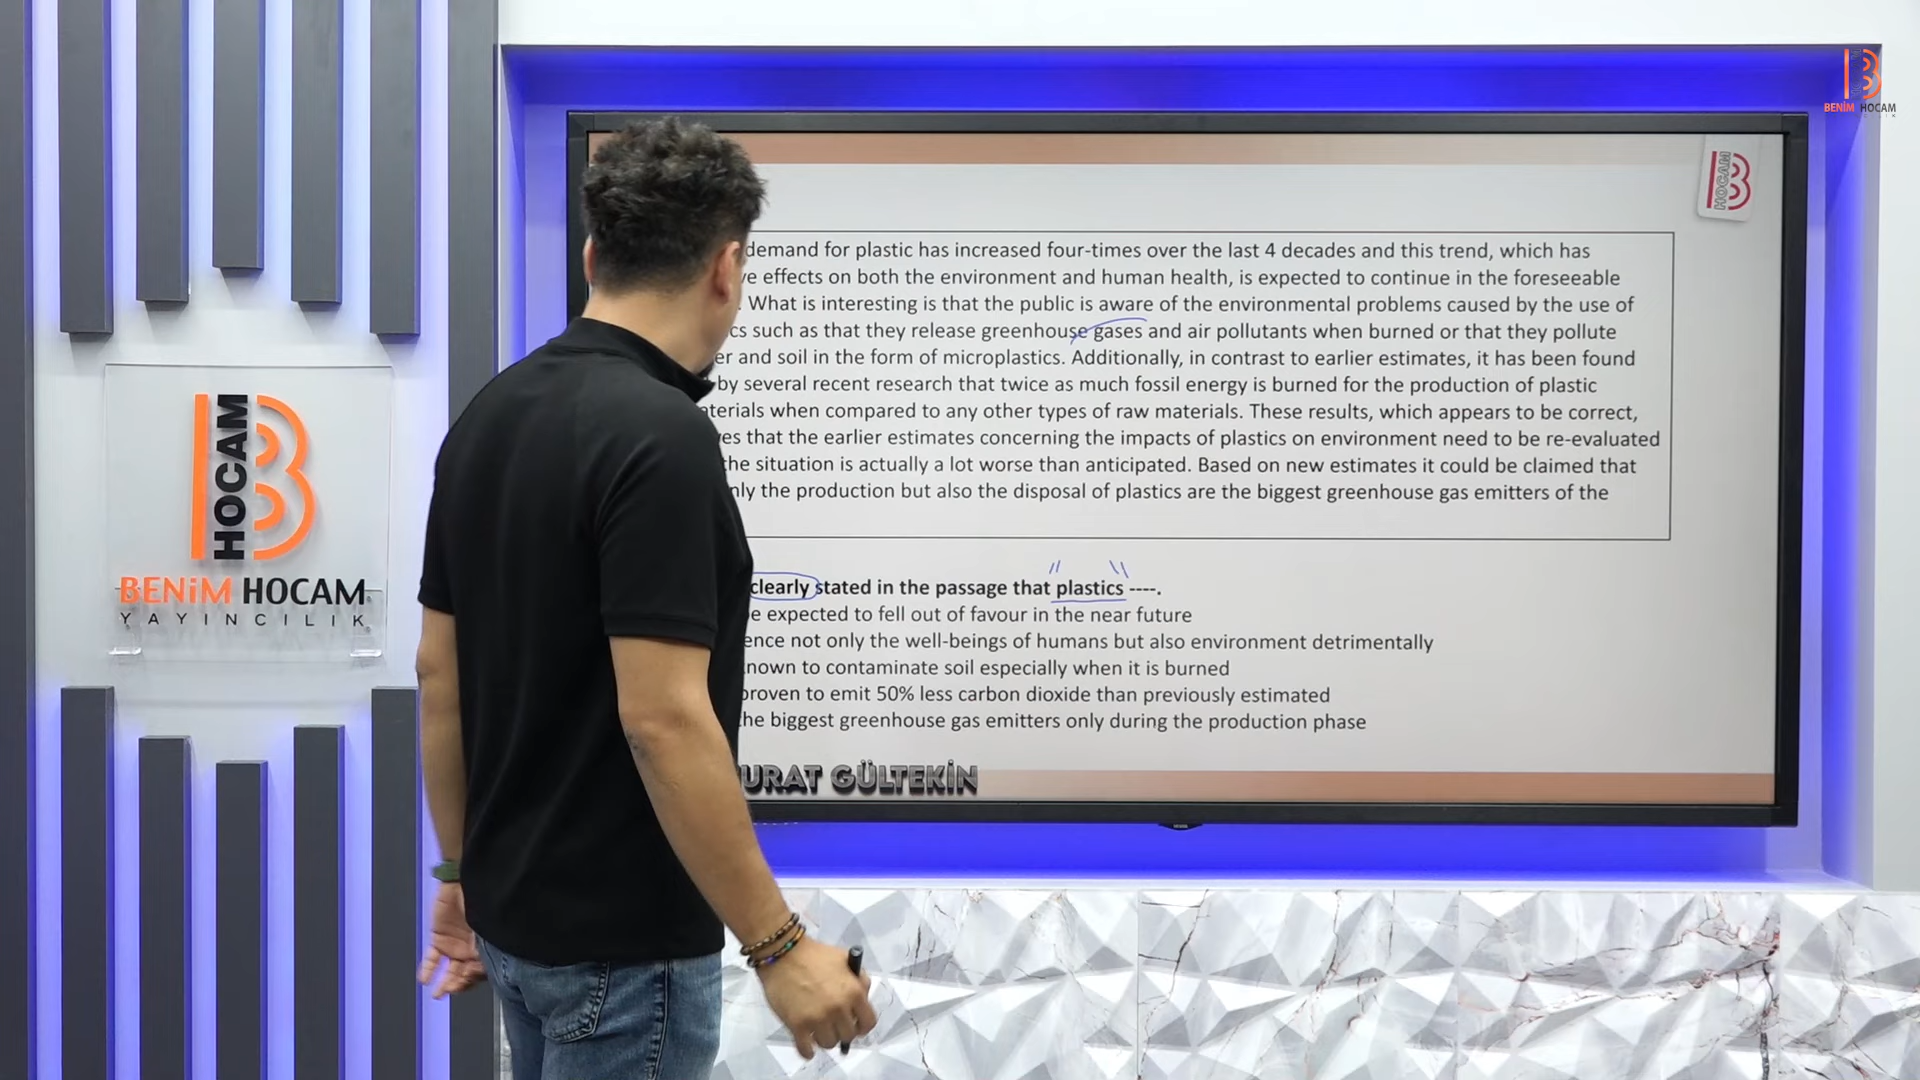 BENİM HOCAM
HOCAM
demand for plastic has increased four-times over the last 4 decades and this trend, which has
effects on both the environment and human health, is expected to continue in the foreseeable
. What is interesting is that the public is aware of the environmental problems caused by the use of
such as that they release greenhouse gases and air pollutants when burned or that they pollute
and soil in the form of microplastics. Additionally, in contrast to earlier estimates, it has been found
by several recent research that twice as much fossil energy is burned for the production of plastic
when compared to any other types of raw materials. These results, which appears to be correct,
that the earlier estimates concerning the impacts of plastics on environment need to be re-evaluated
the situation is actually a lot worse than anticipated. Based on new estimates it could be claimed that
the production but also the disposal of plastics are the biggest greenhouse gas emitters of the
clearly stated in the passage that plastics ----.
expected to fell out of favour in the near future
not only the well-beings of humans but also environment detrimentally
to contaminate soil especially when it is burned
proven to emit 50% less carbon dioxide than previously estimated
the biggest greenhouse gas emitters only during the production phase
URAT GÜLTEKİN
HOCAM
BENİM HOCAM
YAYINCILIK